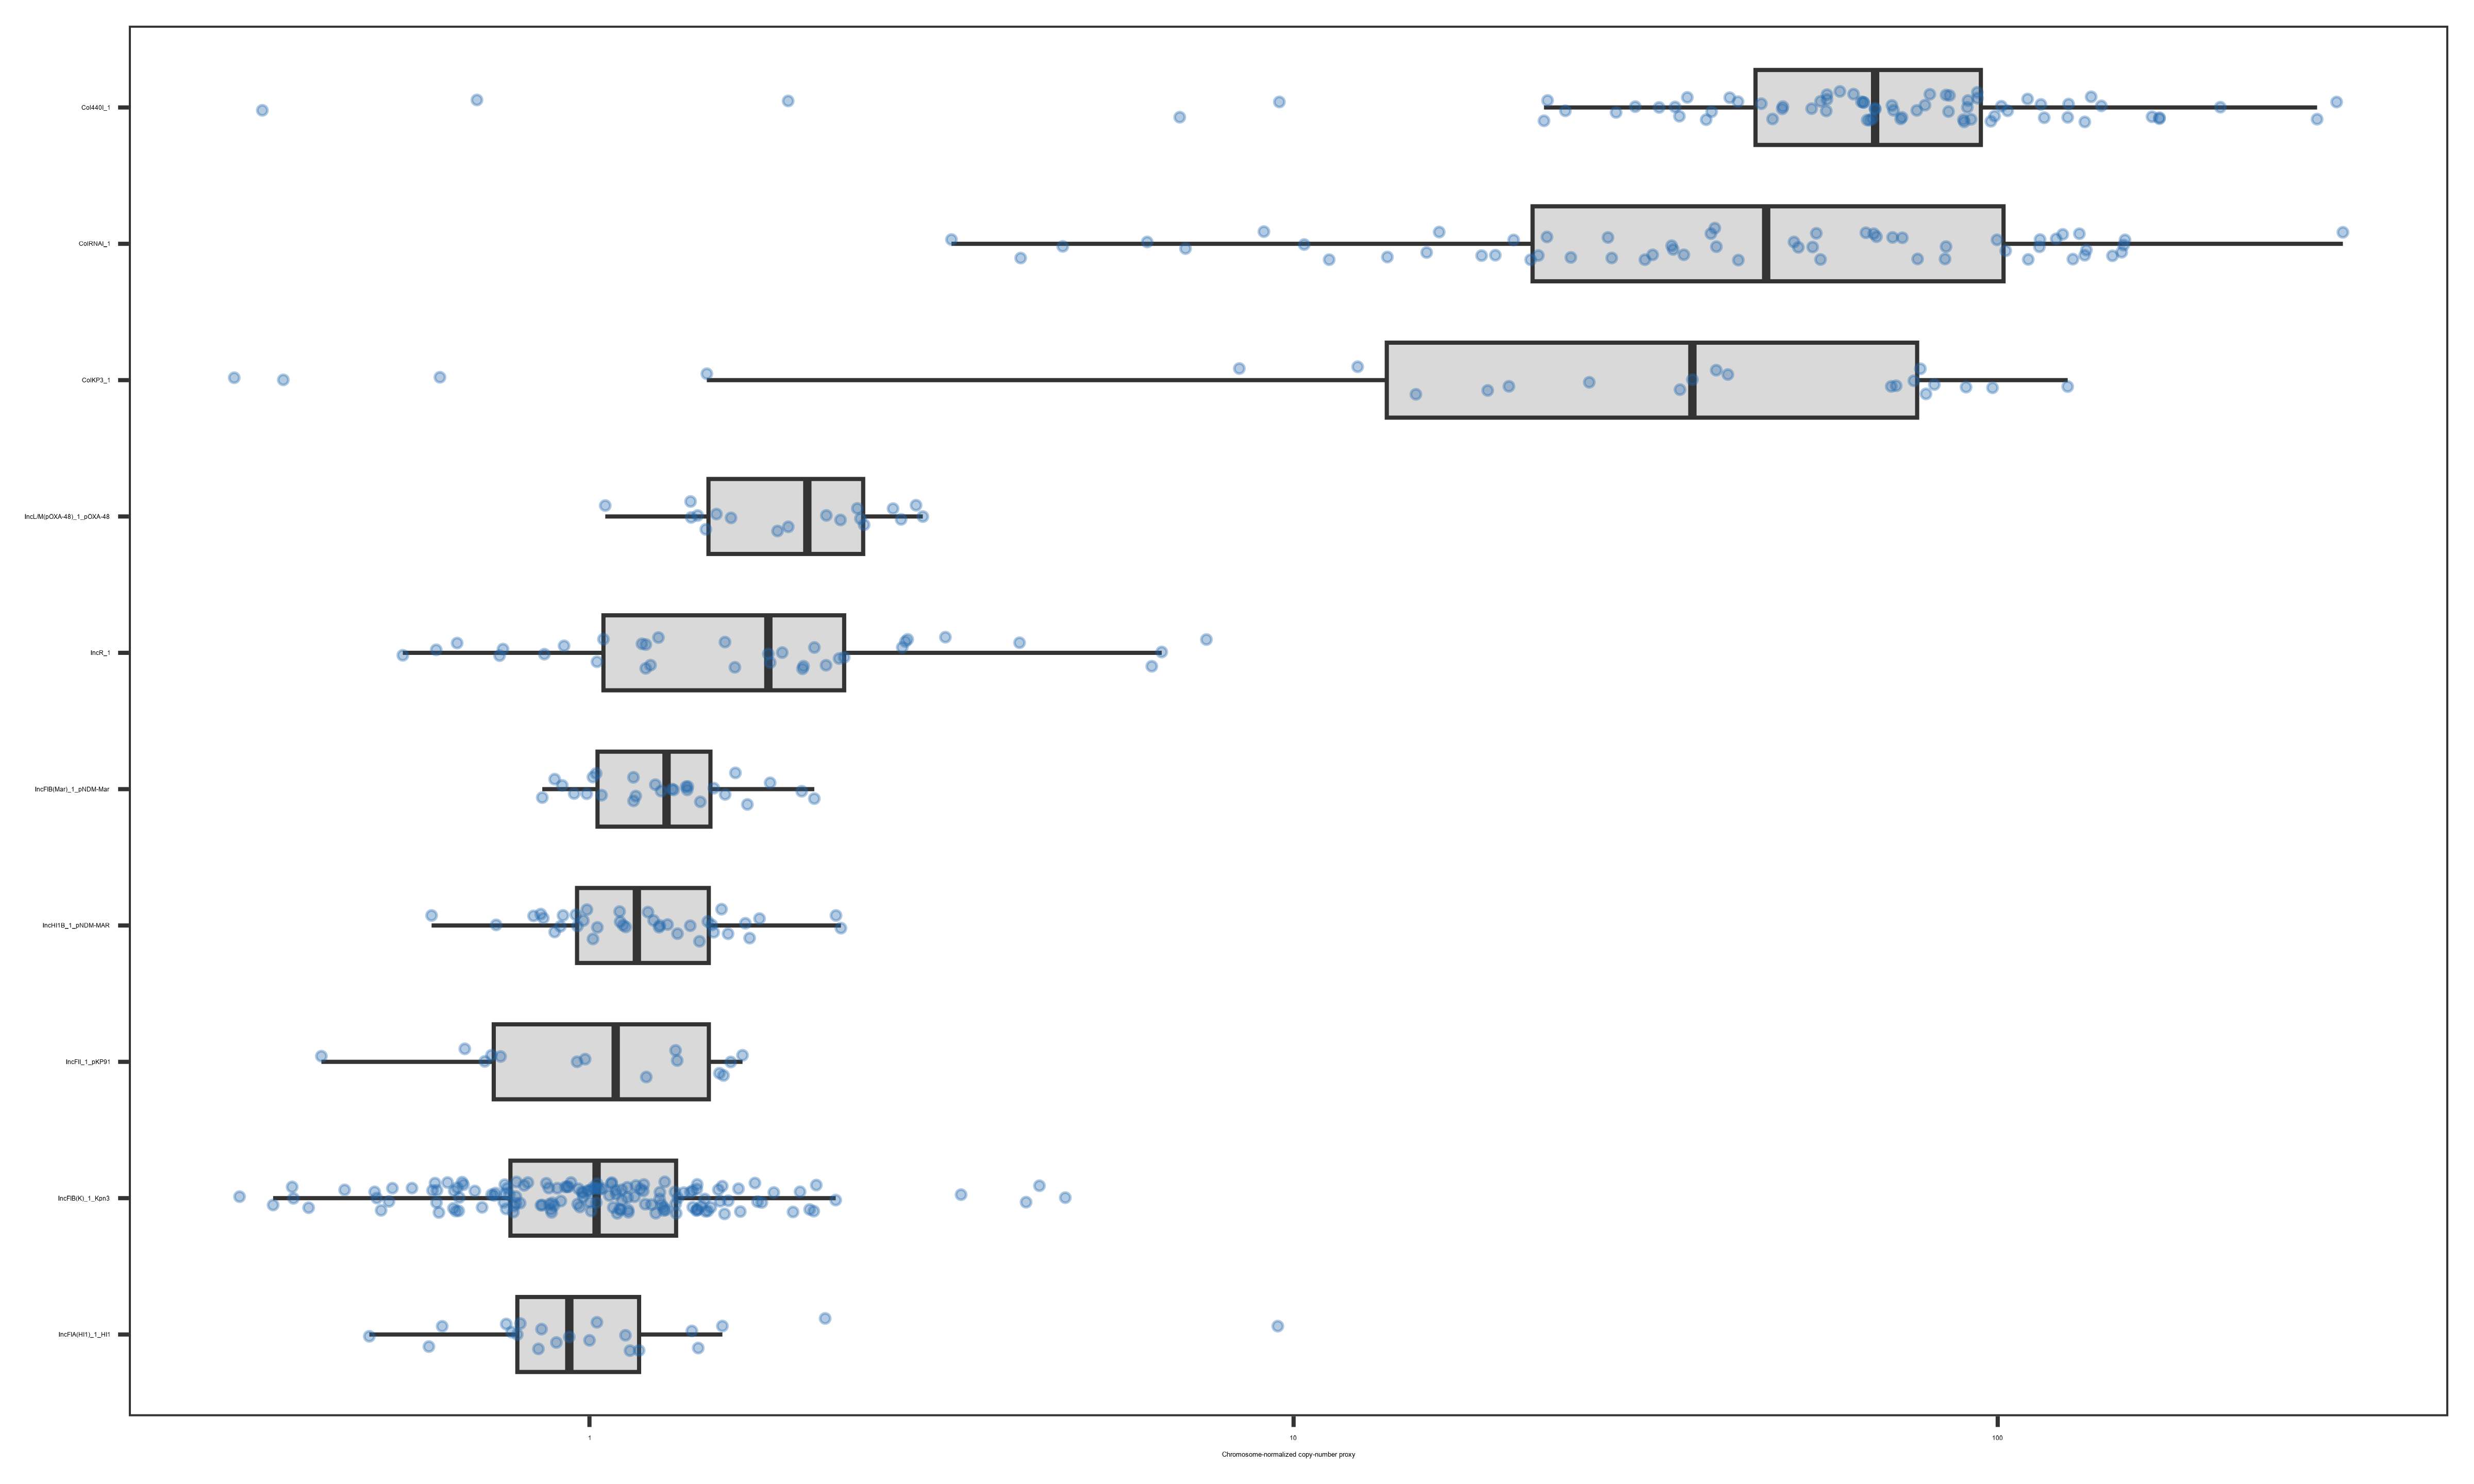 Col440I_1
ColRNAI_1
ColKP3_1
IncL/M(pOXA-48)_1_pOXA-48
IncR_1
IncFIB(Mar)_1_pNDM-Mar
IncHI1B_1_pNDM-MAR
IncFII_1_pKP91
IncFIB(K)_1_Kpn3
IncFIA(HI1)_1_HI1
1 10 100
Chromosome-normalized copy-number proxy